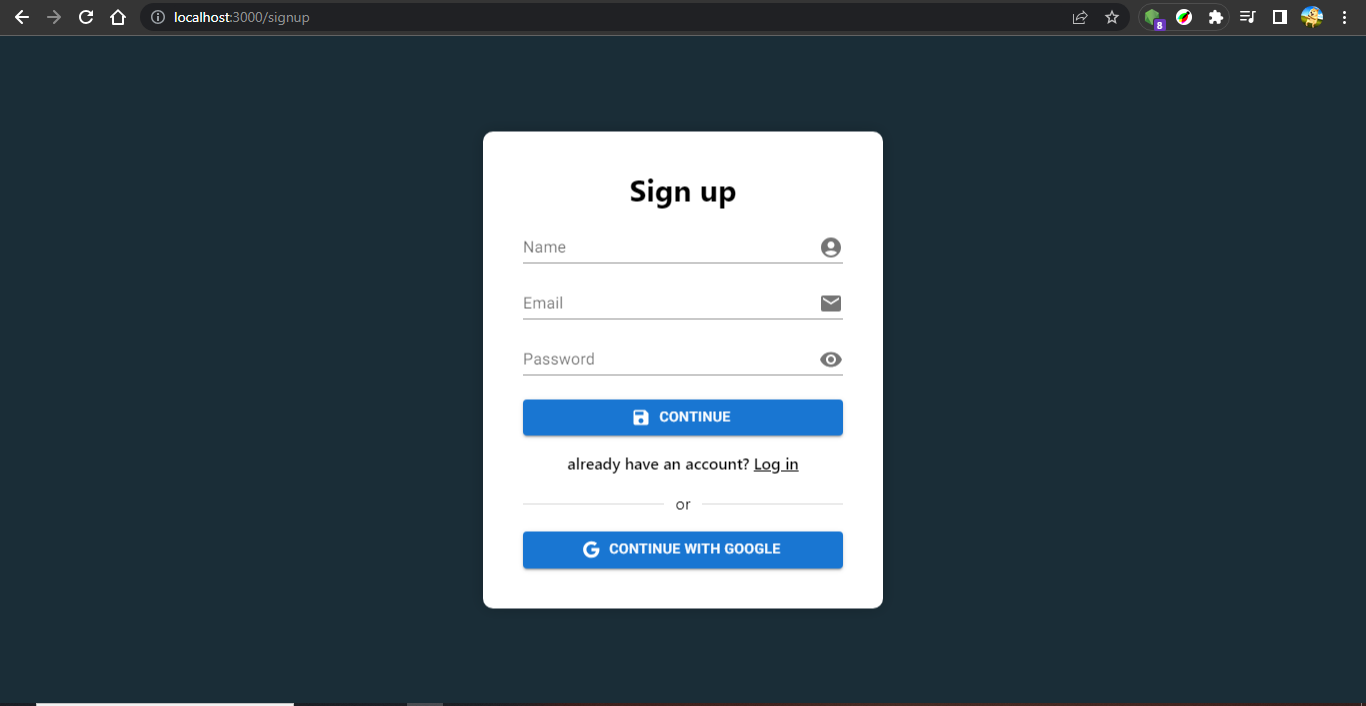 localhost:3000/signup
8
Sign up
Name
Email
Password
CONTINUE
already have an account? Log in
or
CONTINUE WITH GOOGLE